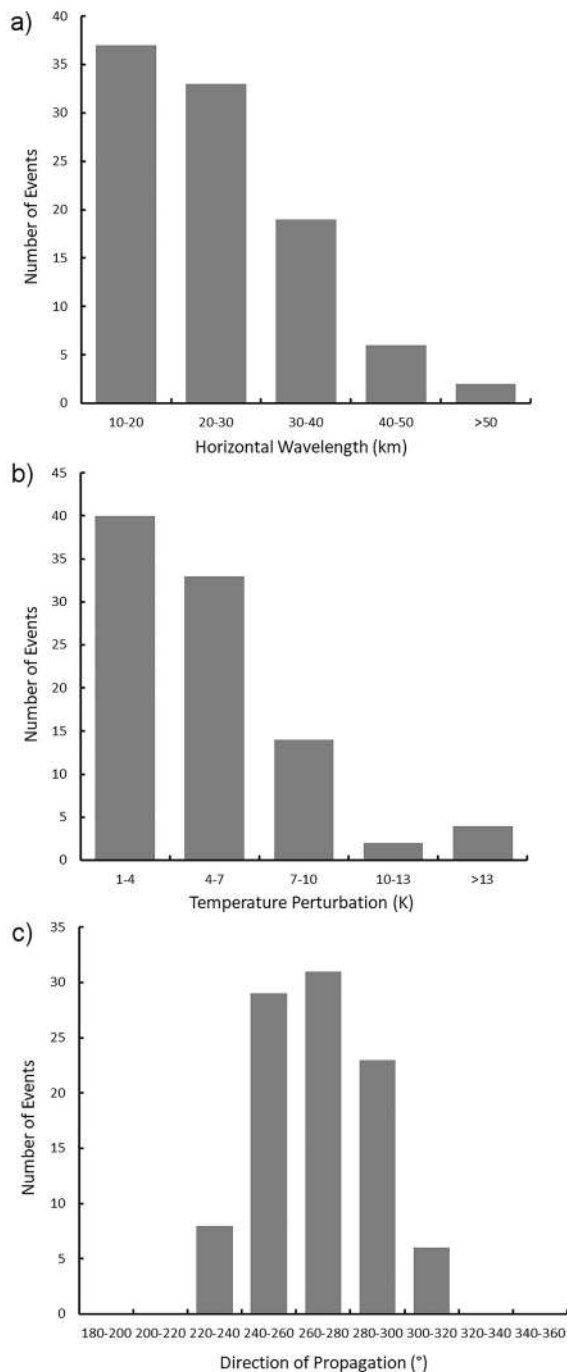 a)
40
35
30
25
20
15
10
5
0
Number of Events
10-20 20-30 30-40 40-50 >50
Horizontal Wavelength (km)
b)
45
40
35
30
25
20
15
10
5
0
Number of Events
1-4 4-7 7-10 10-13 >13
Temperature Perturbation (K)
c)
35
30
25
20
15
10
5
0
Number of Events
180-200 200-220 220-240 240-260 260-280 280-300 300-320 320-340 340-360
Direction of Propagation (°)